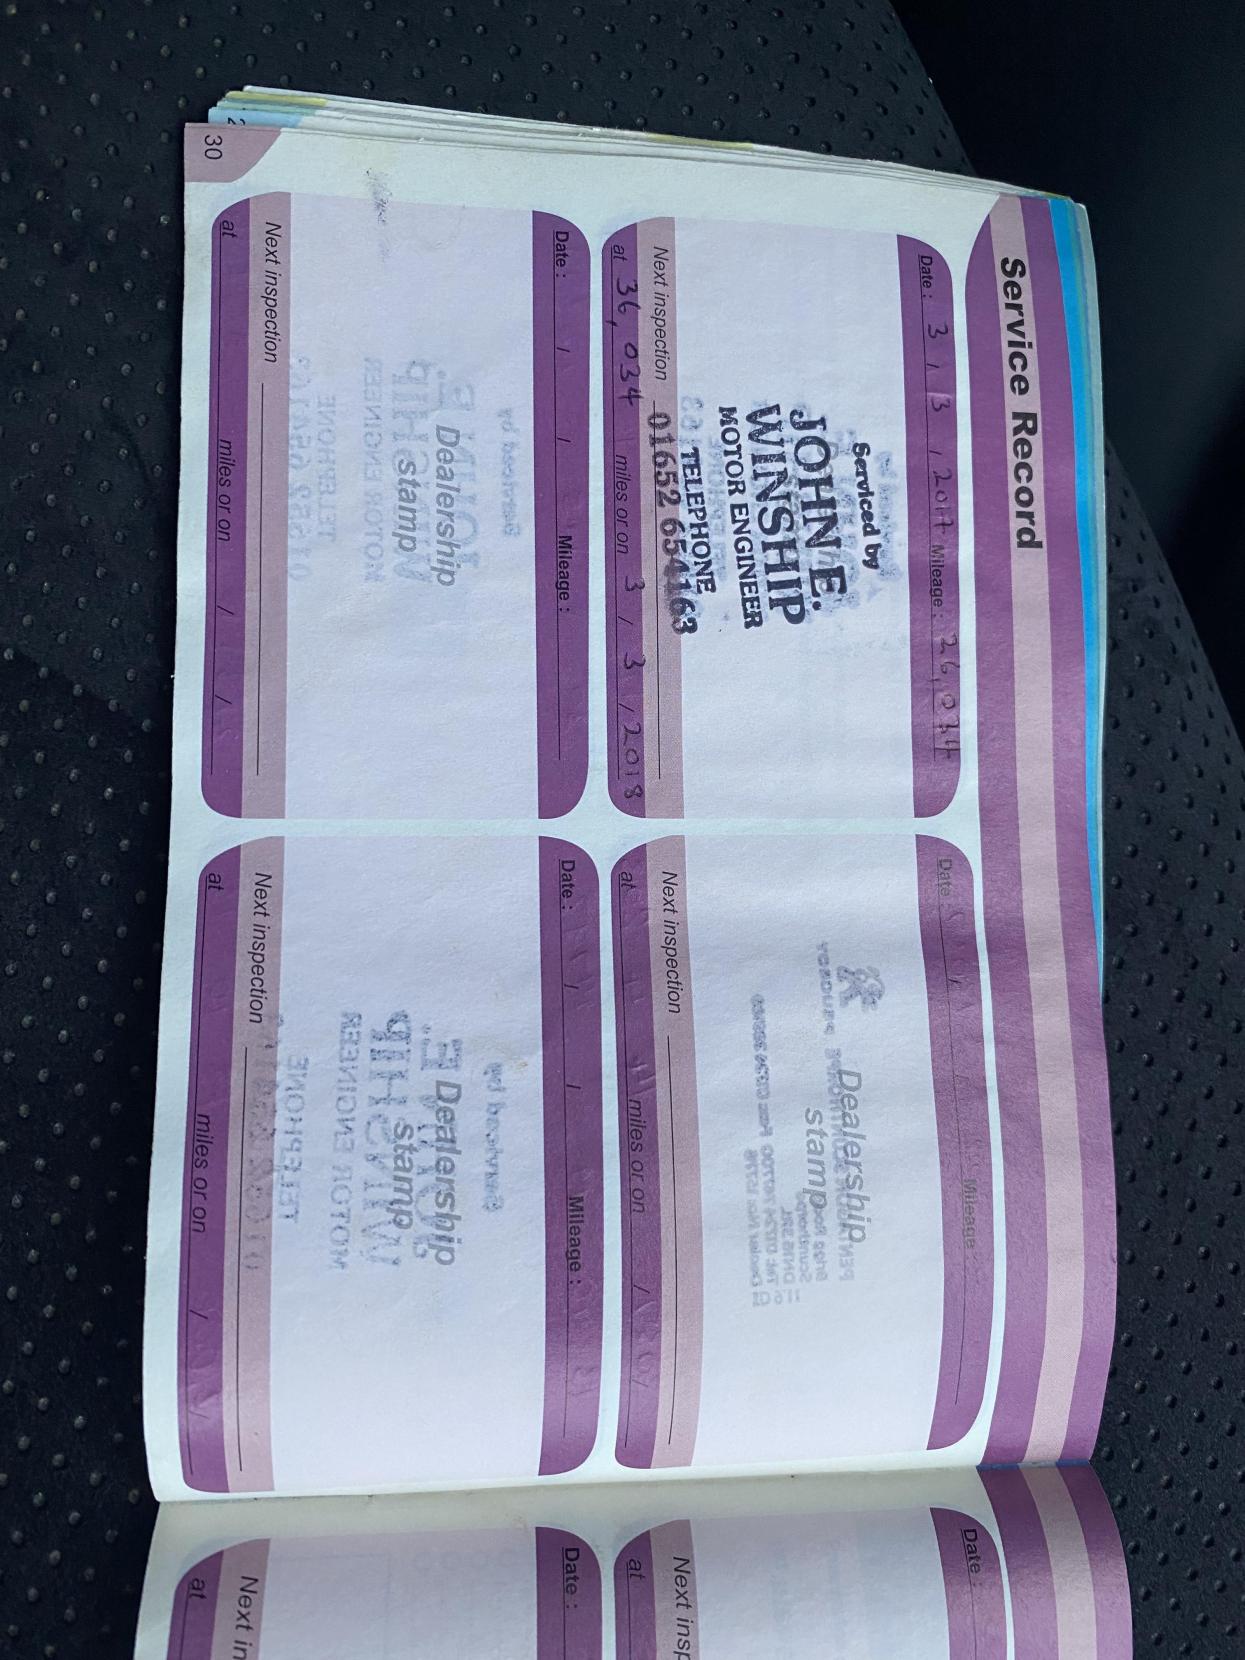 Service Record
Date : 3 / 3 / 2017 Mileage : 26,034
Serviced by
JOHN E.
WINSHIP
MOTOR ENGINEER
TELEPHONE
01652 654163
Next inspection
at 36,034 miles or on 3 / 3 / 2018
Date : Mileage
Dealership
stamp
Next inspection
at miles or on /
Date : / / Mileage :
Dealership
stamp
Next inspection
at miles or on / /
Date : / / Mileage :
Dealership
stamp
Next inspection
at miles or on / /
30
2
Date :
Next insp
at
Date :
Next in
at